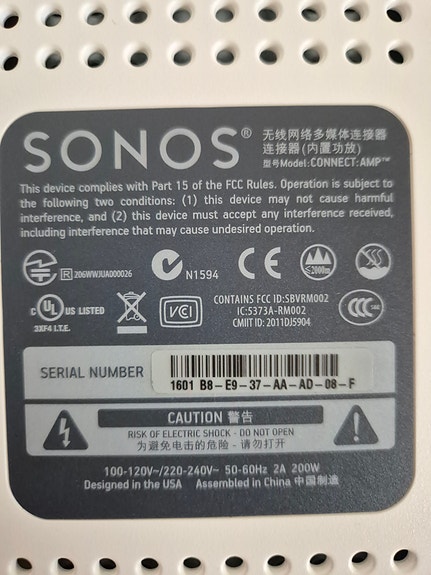 SONOS®
无线网络多媒体连接器
连接器(内置功放)
型号Model: CONNECT:AMP™
This device complies with Part 15 of the FCC Rules. Operation is subject to
the following two conditions: (1) this device may not cause harmful
interference, and (2) this device must accept any interference received,
including interference that may cause undesired operation.
R 206WWJUA000026
N1594
CE
≤2000m
C UL US LISTED
3XF4 I.T.E.
VCI
CONTAINS FCC ID:SBVRM002
IC:5373A-RM002
CMIIT ID: 2011DJ5904
CCC S&E
SERIAL NUMBER
1601 B8-E9-37-AA-AD-08-F
CAUTION 警告
RISK OF ELECTRIC SHOCK - DO NOT OPEN
为避免电击的危险 - 请勿打开
100-120V~/220-240V~ 50-60Hz 2A 200W
Designed in the USA Assembled in China 中国制造